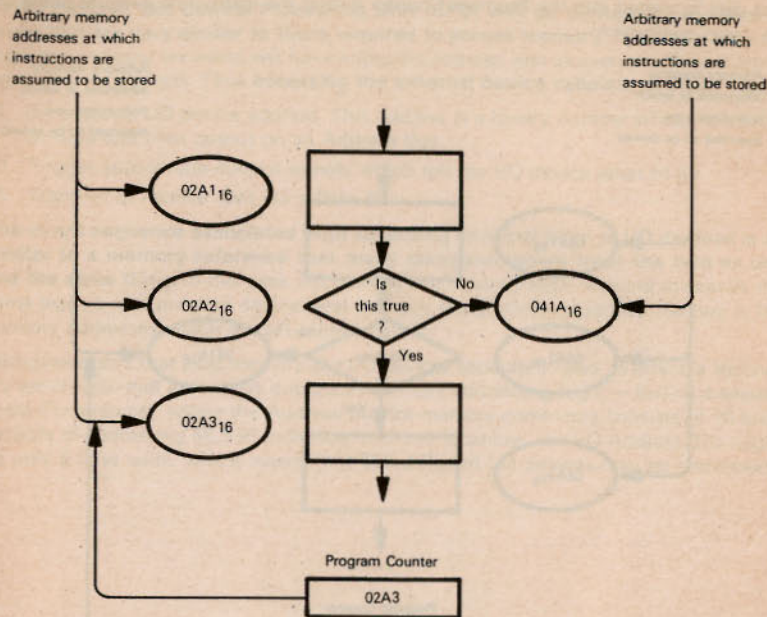 Arbitrary memory
addresses at which
instructions are
assumed to be stored
Arbitrary memory
addresses at which
instructions are
assumed to be stored
02A1₁₆
02A2₁₆
Is
this true
?
No
041A₁₆
Yes
02A3₁₆
Program Counter
02A3